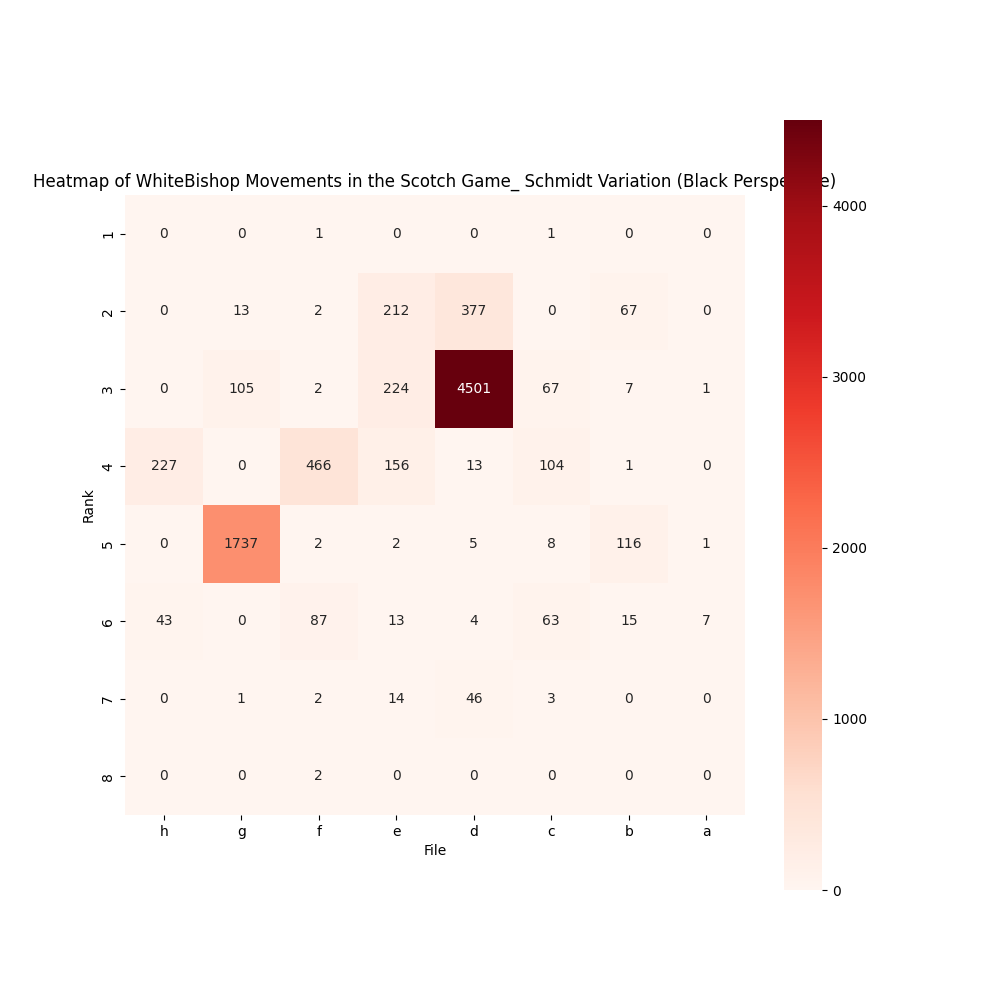 Heatmap of WhiteBishop Movements in the Scotch Game_ Schmidt Variation (Black Perspe e)
4000
3000
2000
1000
0
Rank
1 0 0 1 0 0 1 0 0
2 0 13 2 212 377 0 67 0
3 0 105 2 224 4501 67 7 1
4 227 0 466 156 13 104 1 0
5 0 1737 2 2 5 8 116 1
6 43 0 87 13 4 63 15 7
7 0 1 2 14 46 3 0 0
8 0 0 2 0 0 0 0 0
h g f e d c b a
File